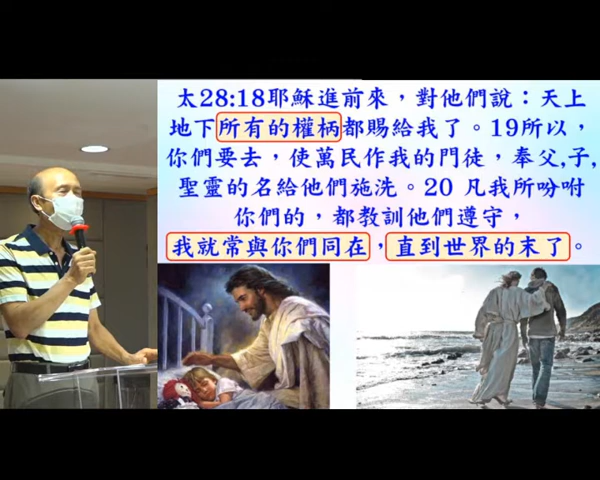 太28:18耶穌進前來，對他們說：天上
地下所有的權柄都賜給我了。19所以，
你們要去，使萬民作我的門徒，奉父,子,
聖靈的名給他們施洗。20 凡我所吩咐
你們的，都教訓他們遵守，
我就常與你們同在，直到世界的末了。